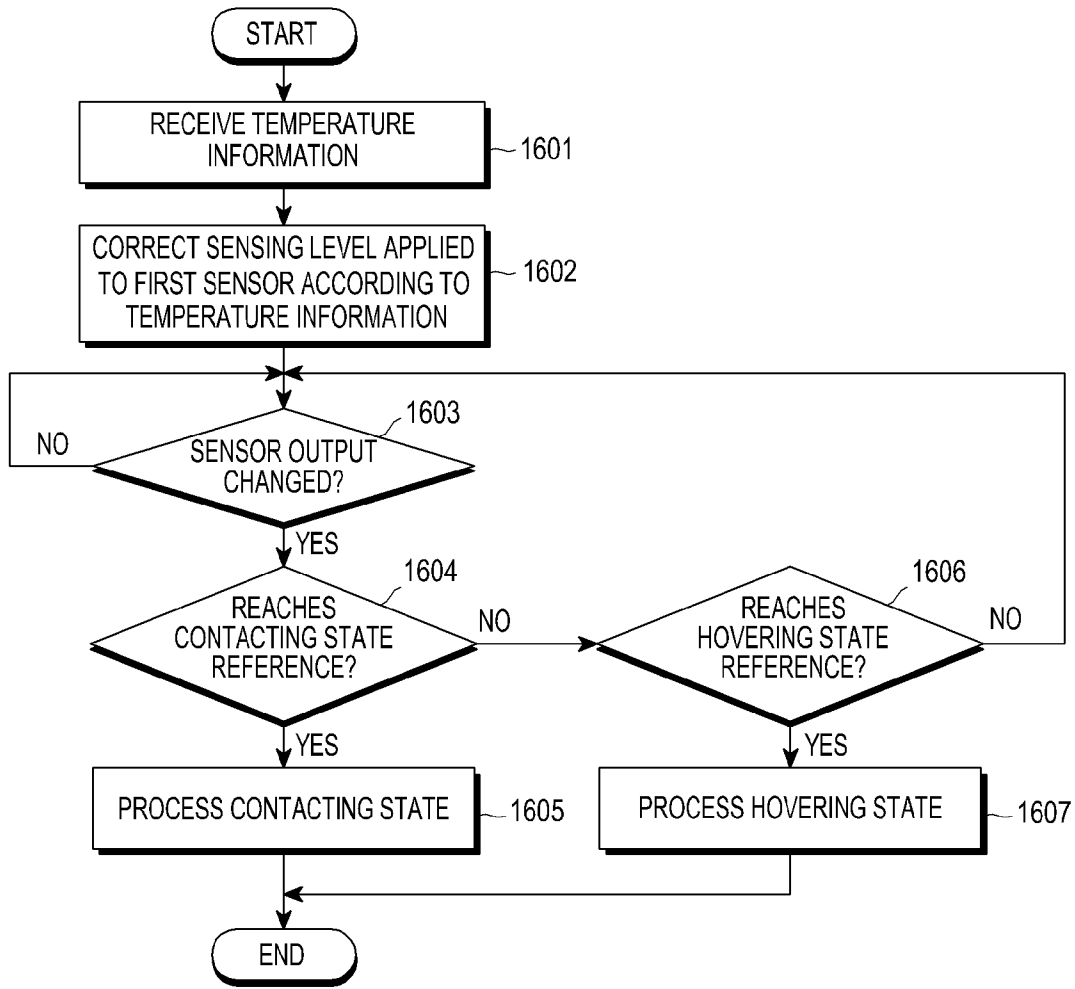 START
RECEIVE TEMPERATURE
INFORMATION
1601
CORRECT SENSING LEVEL APPLIED
TO FIRST SENSOR ACCORDING TO
TEMPERATURE INFORMATION
1602
1603
NO
SENSOR OUTPUT
CHANGED?
YES
1604
REACHES
CONTACTING STATE
REFERENCE?
NO
1606
REACHES
HOVERING STATE
REFERENCE?
NO
YES
YES
PROCESS CONTACTING STATE
1605
PROCESS HOVERING STATE
1607
END